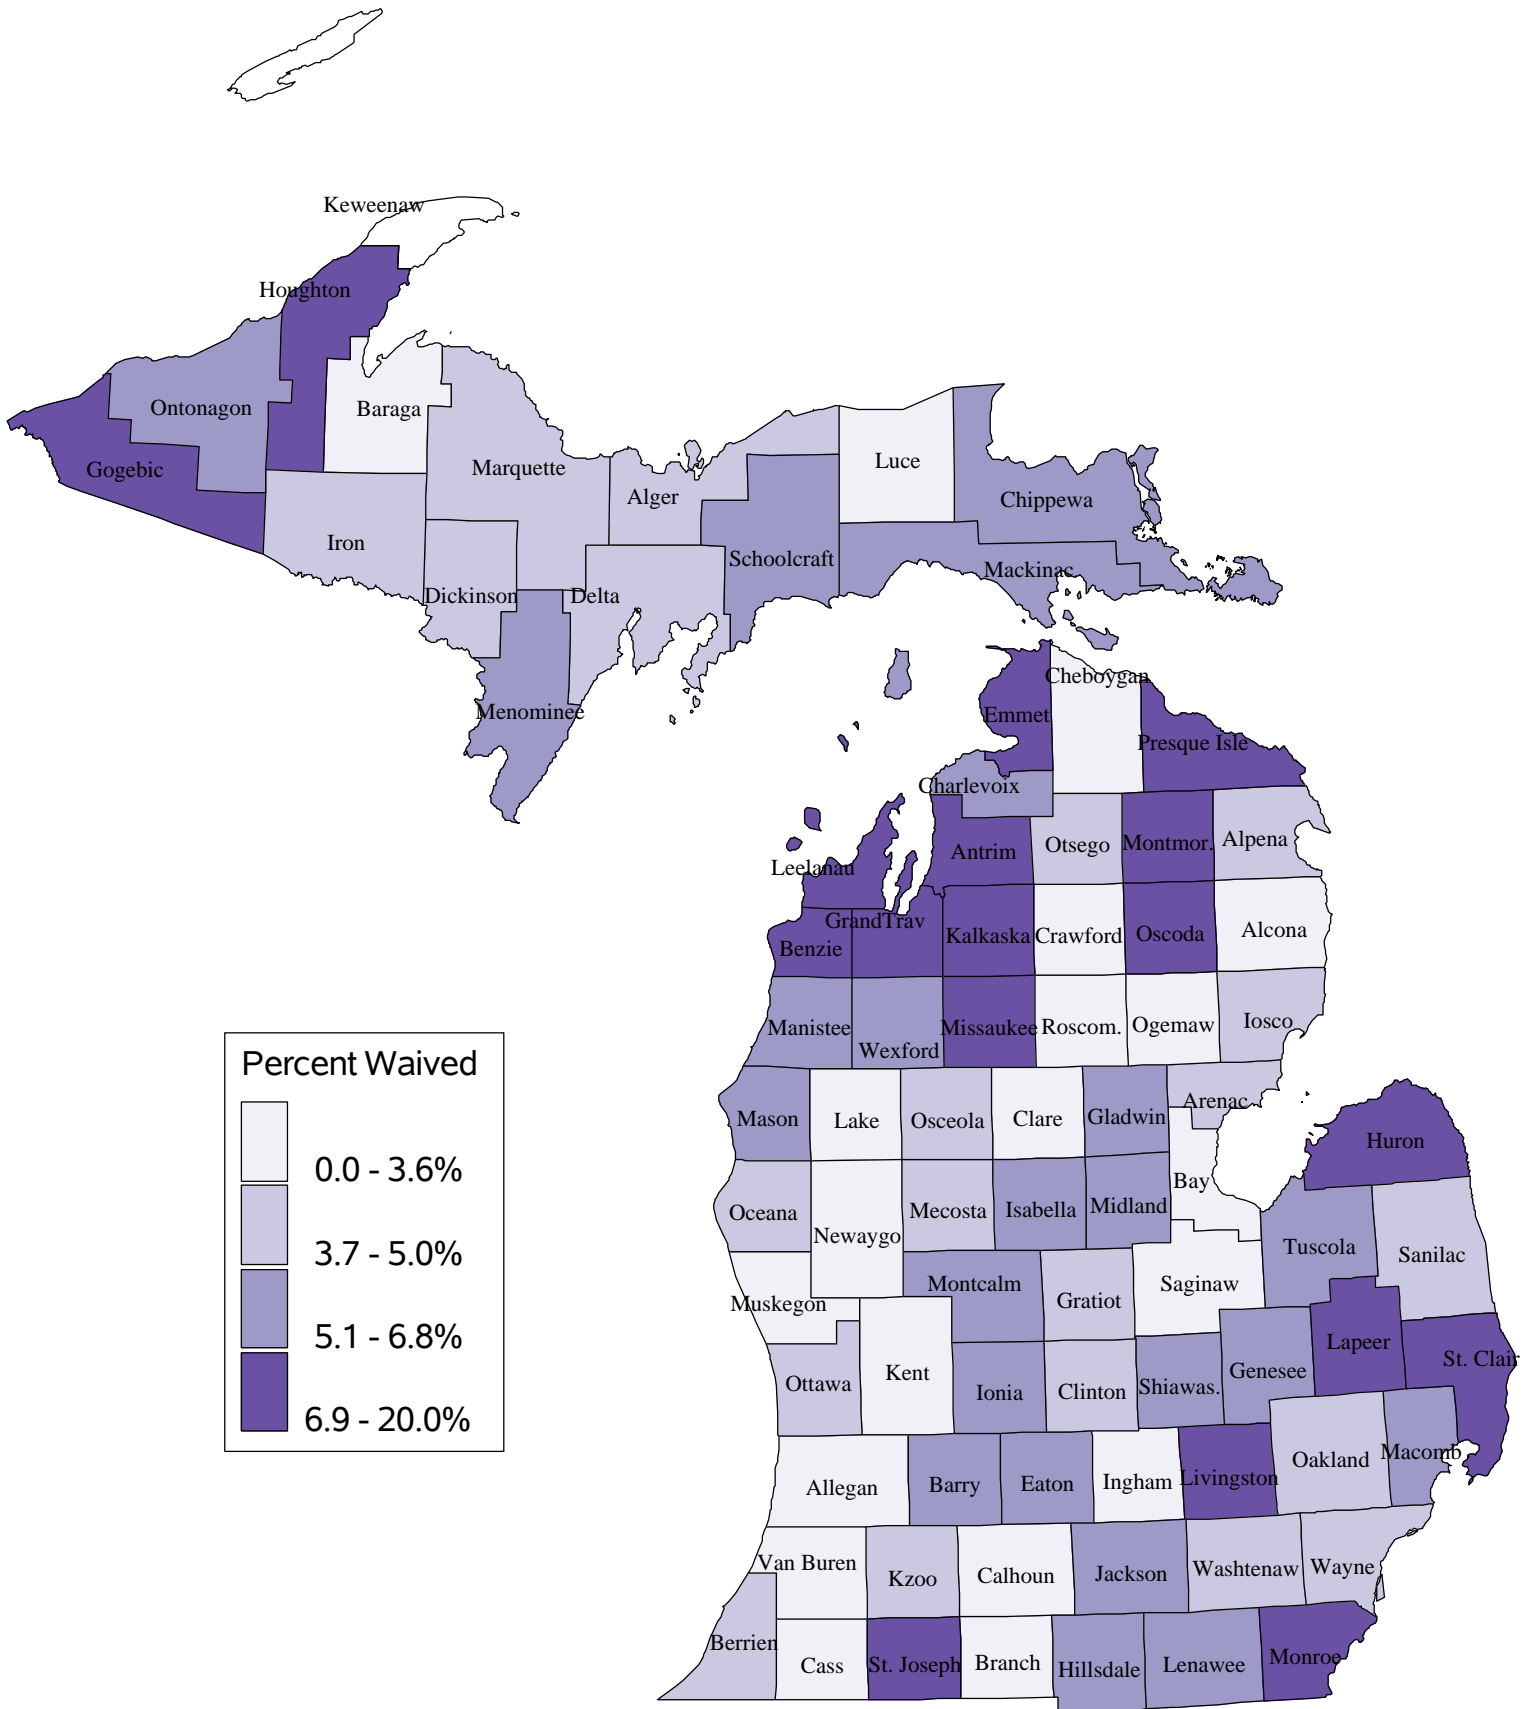 Keweenaw
Houghton
Ontonagon
Baraga
Gogebic
Marquette
Luce
Alger
Chippewa
Iron
Schoolcraft
Mackinac
Dickinson
Delta
Menominee
Cheboygan
Emmet
Presque Isle
Charlevoix
Leelanau
Antrim
Otsego
Montmor.
Alpena
Benzie
GrandTrav
Kalkaska
Crawford
Oscoda
Alcona
Manistee
Wexford
Missaukee
Roscom.
Ogemaw
Iosco
Percent Waived
0.0 - 3.6%
3.7 - 5.0%
5.1 - 6.8%
6.9 - 20.0%
Mason
Lake
Osceola
Clare
Gladwin
Arenac
Huron
Oceana
Newaygo
Mecosta
Isabella
Midland
Bay
Tuscola
Sanilac
Muskegon
Montcalm
Gratiot
Saginaw
Lapeer
St. Clair
Ottawa
Kent
Ionia
Clinton
Shiawas.
Genesee
Allegan
Barry
Eaton
Ingham
Livingston
Oakland
Macomb
Van Buren
Kzoo
Calhoun
Jackson
Washtenaw
Wayne
Berrien
Cass
St. Joseph
Branch
Hillsdale
Lenawee
Monroe